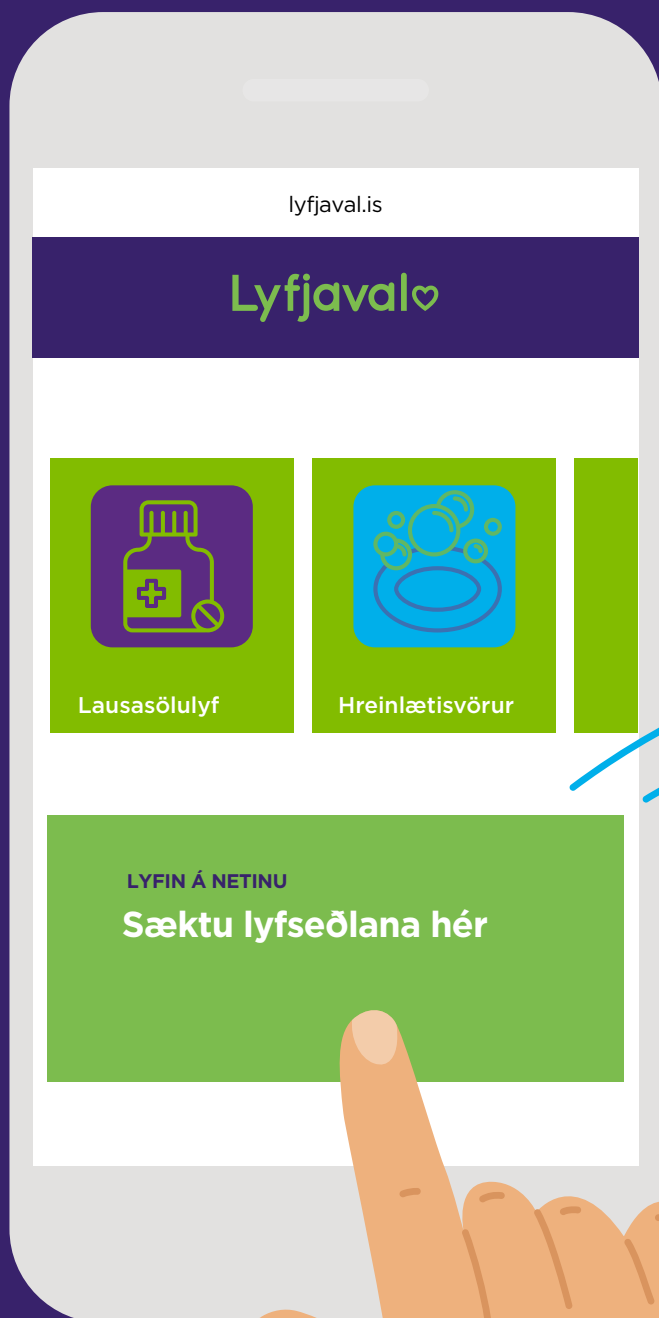 lyfjaval.is
Lyfjaval
Lausasölulyf
Hreinlætisvörur
LYFIN Á NETINU
Sæktu lyfseðlana hér